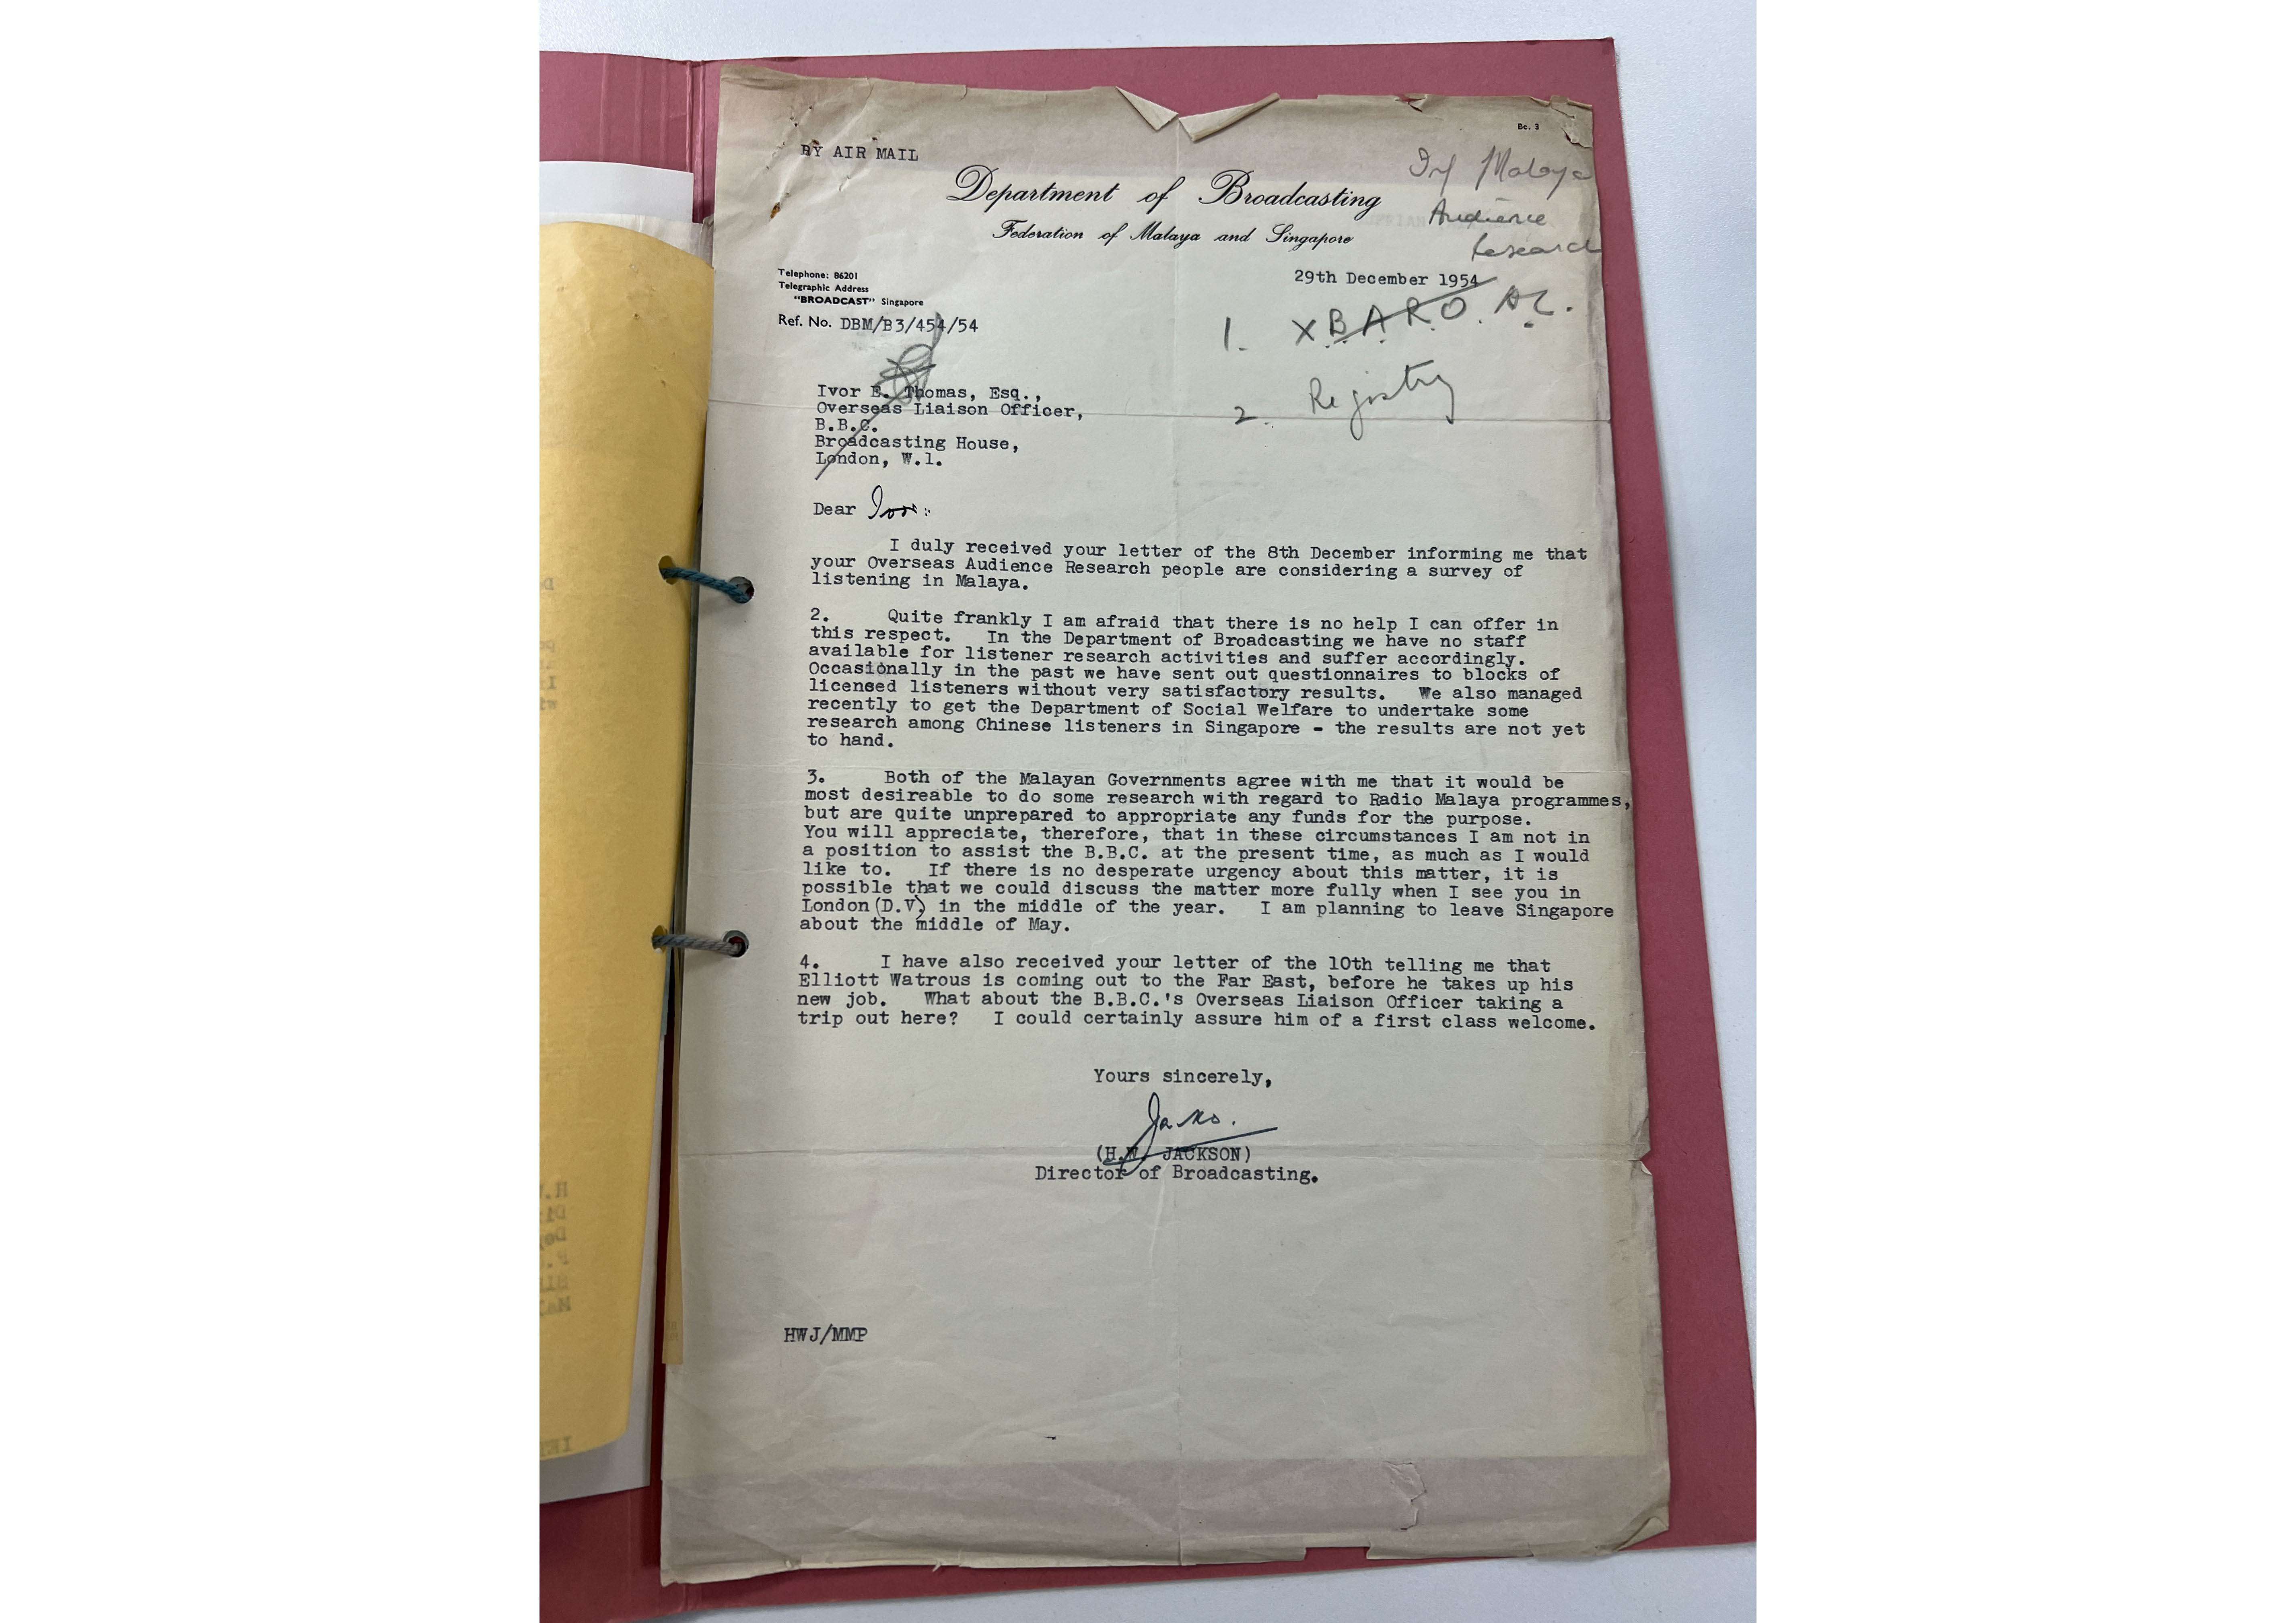 Bc. 3
BY AIR MAIL
Department of Broadcasting
Federation of Malaya and Singapore
Malaya
Audience
Research
Telephone: 86201
Telegraphic Address
"BROADCAST" Singapore
Ref. No. DBM/B3/454/54
29th December 1954
1. X B A R O. A.C.
2. Registry
Ivor E. Thomas, Esq.,
Overseas Liaison Officer,
B.B.C.
Broadcasting House,
London, W.1.
Dear Ivor:
I duly received your letter of the 8th December informing me that
your Overseas Audience Research people are considering a survey of
listening in Malaya.
2. Quite frankly I am afraid that there is no help I can offer in
this respect. In the Department of Broadcasting we have no staff
available for listener research activities and suffer accordingly.
Occasionally in the past we have sent out questionnaires to blocks of
licensed listeners without very satisfactory results. We also managed
recently to get the Department of Social Welfare to undertake some
research among Chinese listeners in Singapore - the results are not yet
to hand.
3. Both of the Malayan Governments agree with me that it would be
most desireable to do some research with regard to Radio Malaya programmes,
but are quite unprepared to appropriate any funds for the purpose.
You will appreciate, therefore, that in these circumstances I am not in
a position to assist the B.B.C. at the present time, as much as I would
like to. If there is no desperate urgency about this matter, it is
possible that we could discuss the matter more fully when I see you in
London (D.V) in the middle of the year. I am planning to leave Singapore
about the middle of May.
4. I have also received your letter of the 10th telling me that
Elliott Watrous is coming out to the Far East, before he takes up his
new job. What about the B.B.C.'s Overseas Liaison Officer taking a
trip out here? I could certainly assure him of a first class welcome.
Yours sincerely,
(H.W. JACKSON)
Director of Broadcasting.
HWJ/MMP